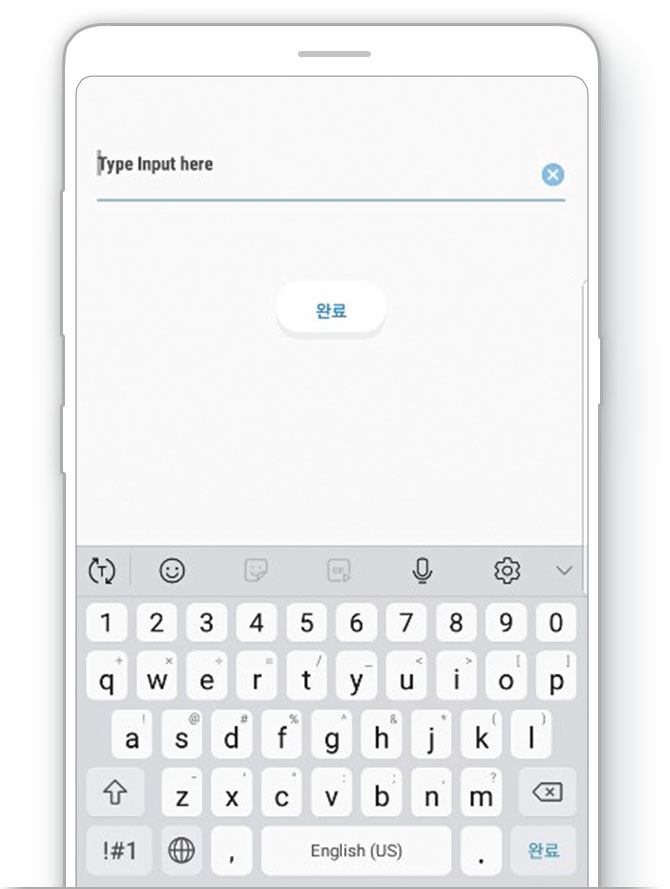 Type Input here
완료
T
GIF
1 2 3 4 5 6 7 8 9 0
+ × ÷ = / _ < > [ ]
q w e r t y u i o p
! @ # % ^ & * ( )
a s d f g h j k l
- ' " : ; , ?
z x c v b n m
!#1 , English (US) . 완료